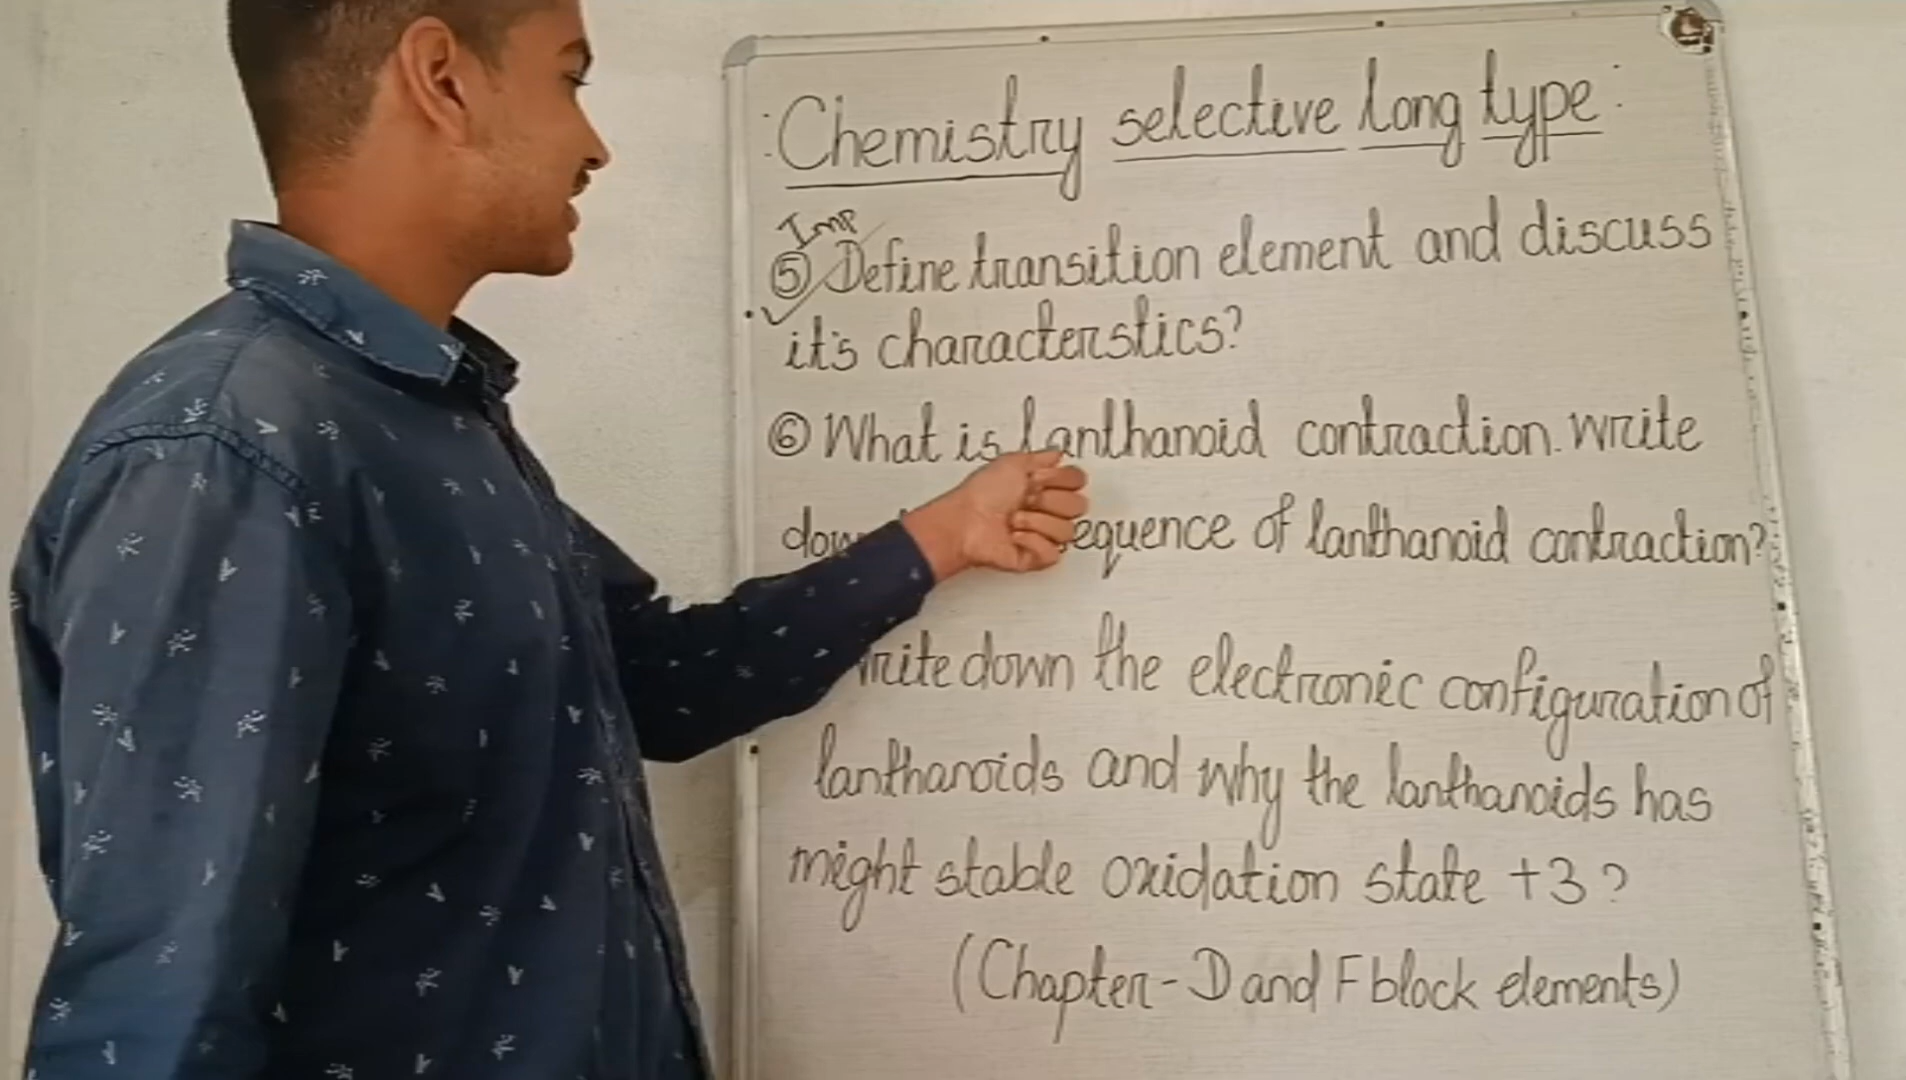 : Chemistry selective long type :
Imp
⑤ Define transition element and discuss
it's characterstics?
⑥ What is lanthanoid contraction. write
equence of lanthanoid contraction?
rite down the electronic configuration of
lanthanoids and why the lanthanoids has
might stable oxidation state +3?
(Chapter - D and F block elements)